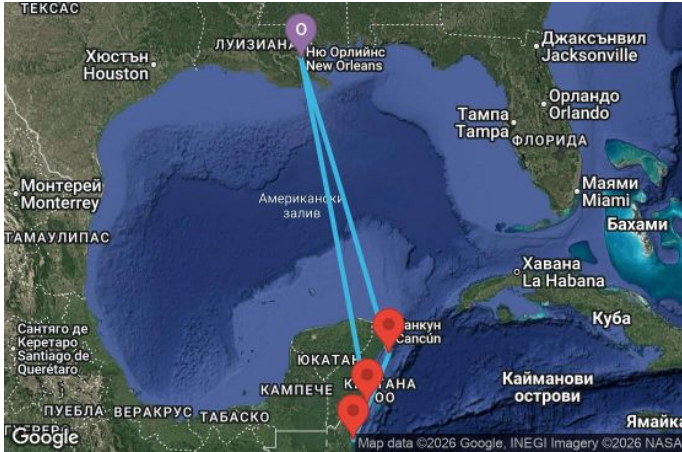 ТЕКСАС
O
ЛУИЗИАНА
Ню Орлийнс
New Orleans
Хюстън
Houston
Джаксънвил
Jacksonville
Орландо
Orlando
Тампа
Tampa
ФЛОРИДА
Маями
Miami
Монтерей
Monterrey
Американски
залив
ТАМАУЛИПАС
Бахами
Хавана
La Habana
Куба
Cancún
Сантяго де
Керетаро
Santiago de
Querétaro
ЮКАТАН
КАМПЕЧЕ
ОО
Кайманови
острови
ПУЕБЛА
ВЕРАКРУС
ТАБАСКО
Ямайка
Google
Map data ©2026 Google, INEGI Imagery ©2026 NASA